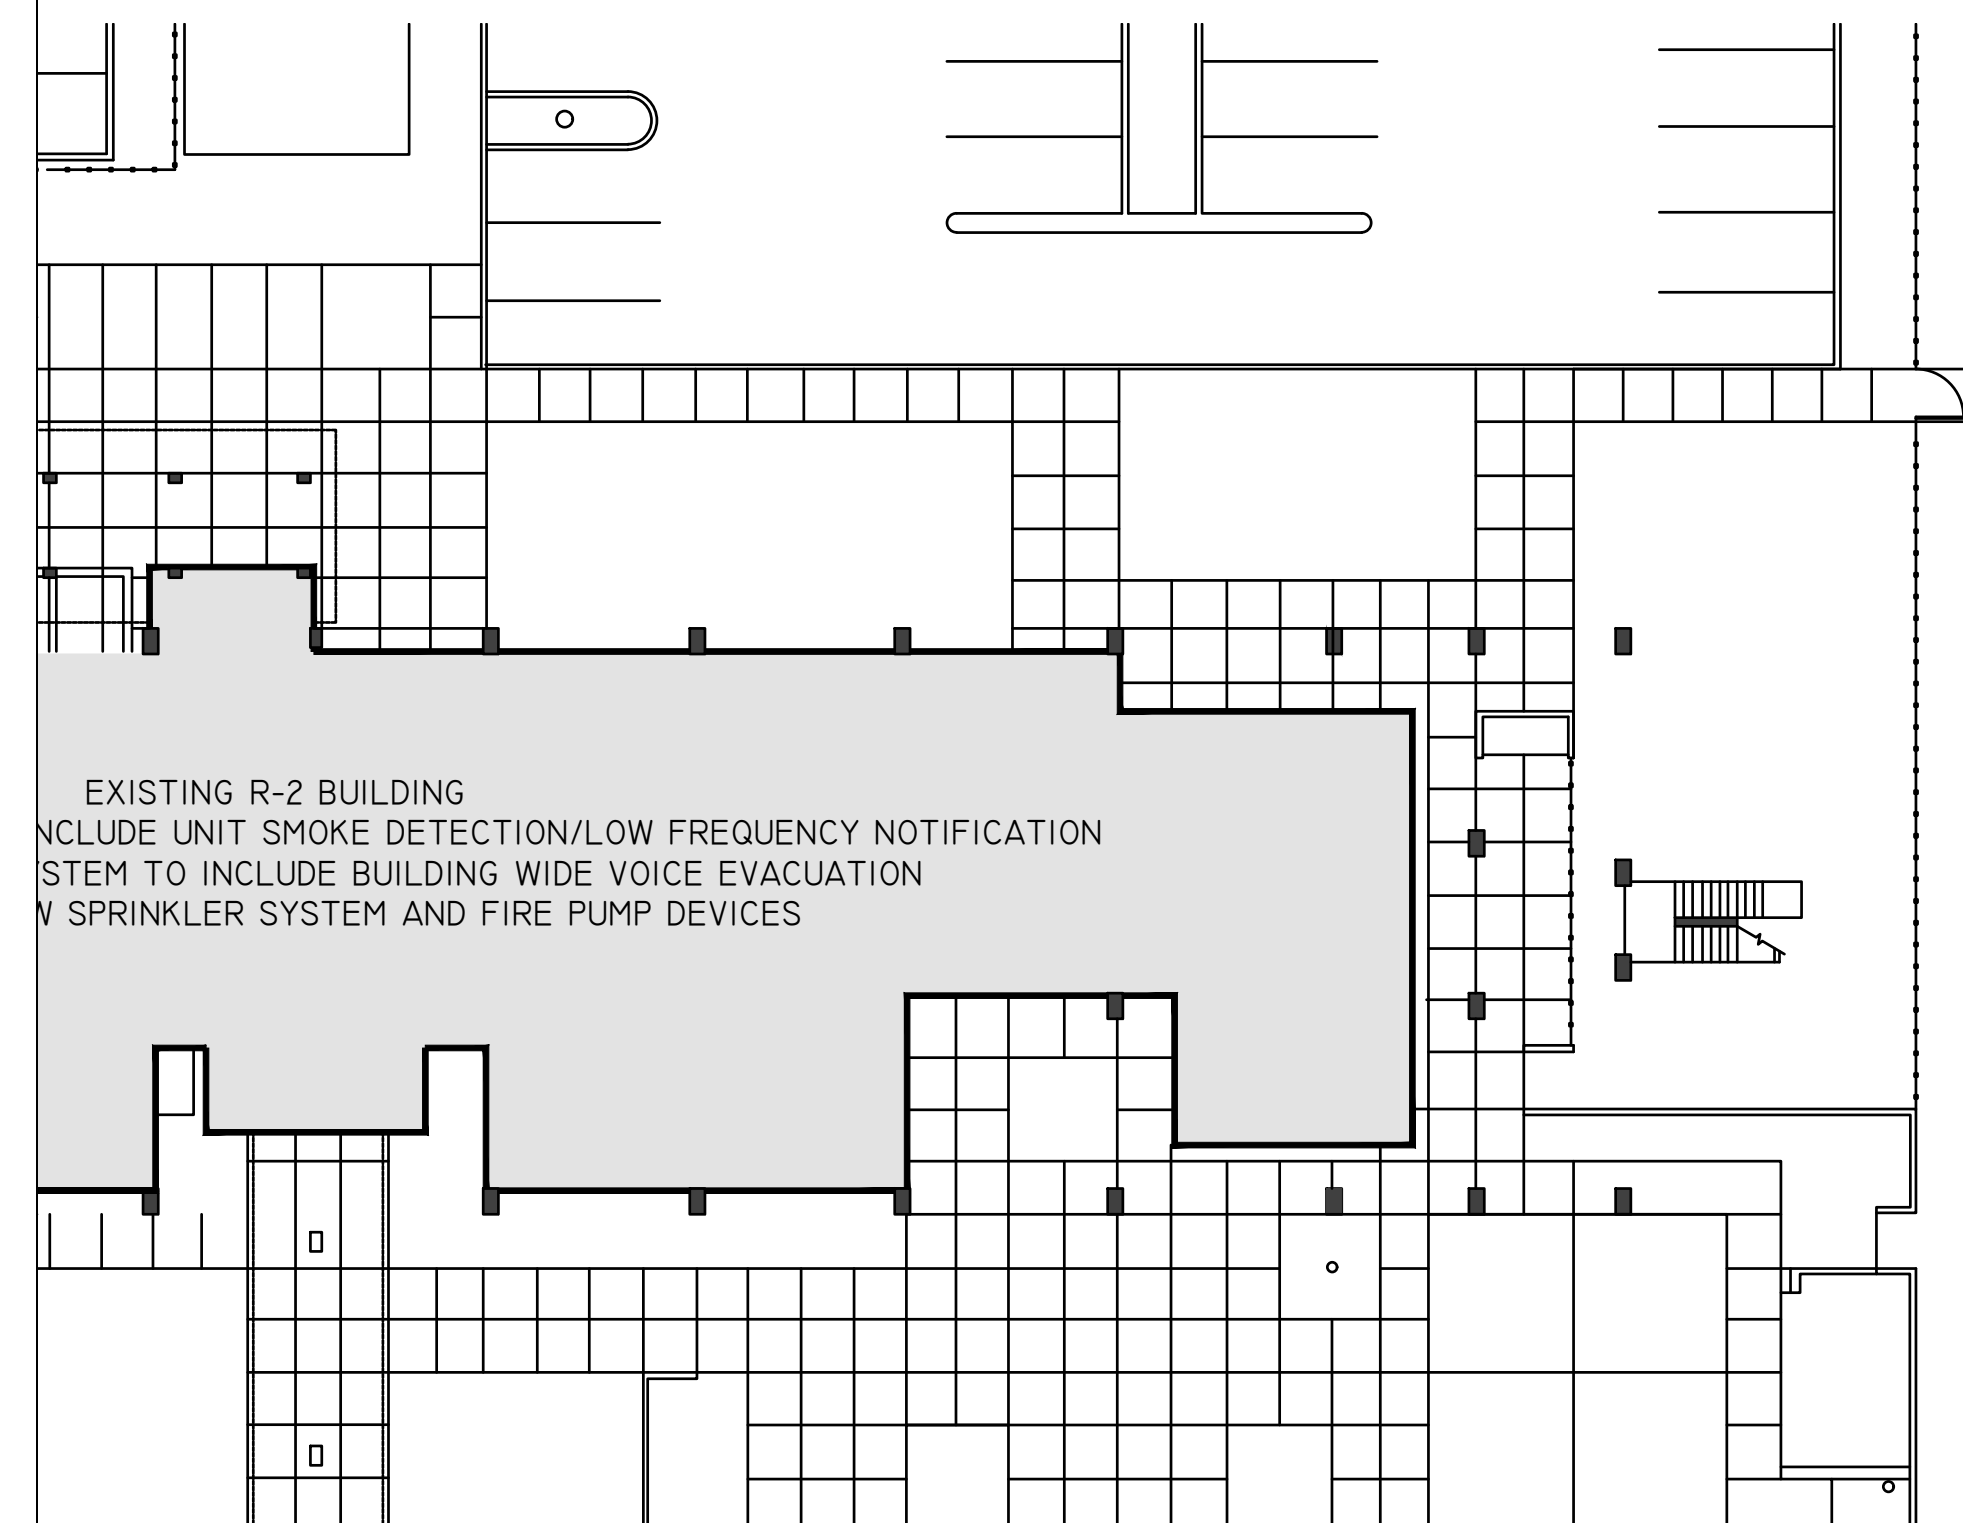 EXISTING R-2 BUILDING
NCLUDE UNIT SMOKE DETECTION/LOW FREQUENCY NOTIFICATION
STEM TO INCLUDE BUILDING WIDE VOICE EVACUATION
W SPRINKLER SYSTEM AND FIRE PUMP DEVICES